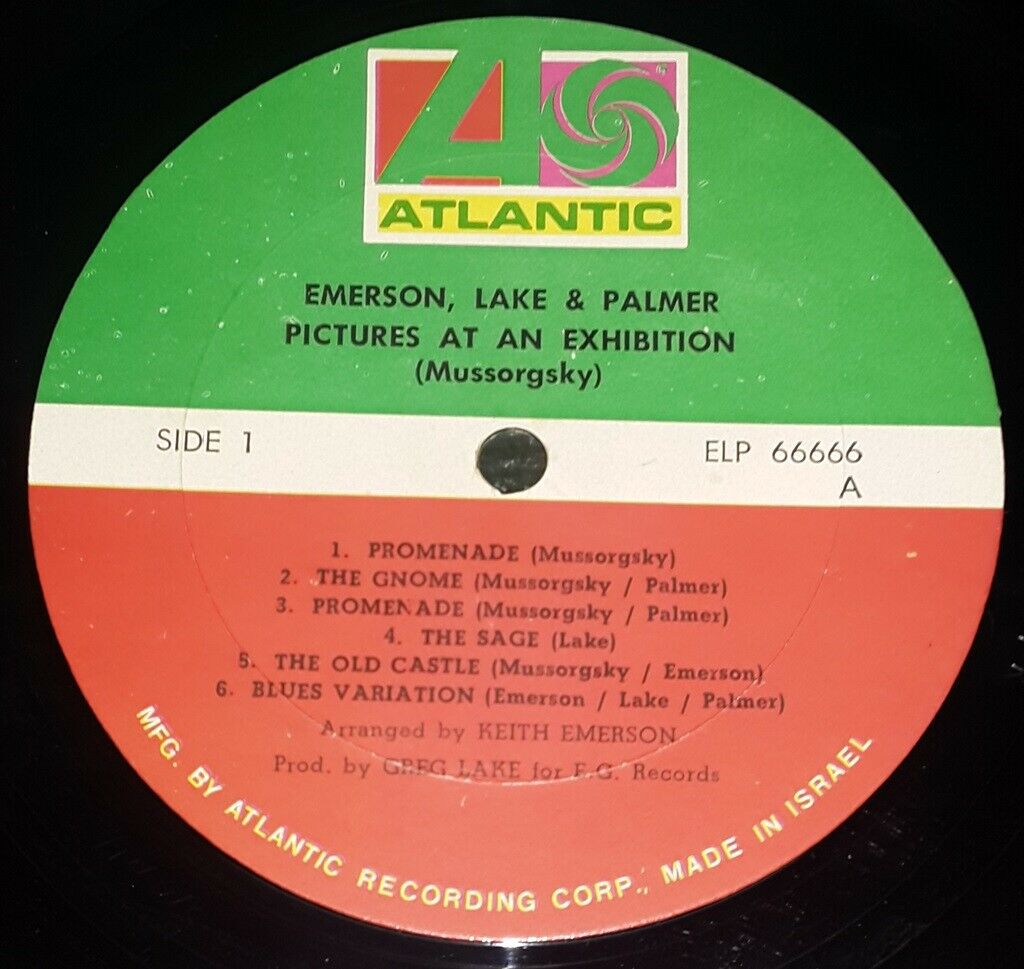 ATLANTIC
EMERSON, LAKE & PALMER
PICTURES AT AN EXHIBITION
(Mussorgsky)
SIDE 1
ELP 66666
A
1. PROMENADE (Mussorgsky)
2. THE GNOME (Mussorgsky / Palmer)
3. PROMENADE (Mussorgsky / Palmer)
4. THE SAGE (Lake)
5. THE OLD CASTLE (Mussorgsky / Emerson)
6. BLUES VARIATION (Emerson / Lake / Palmer)
Arranged by KEITH EMERSON
Prod. by GREG LAKE for E.G. Records
MFG. BY ATLANTIC RECORDING CORP., MADE IN ISRAEL